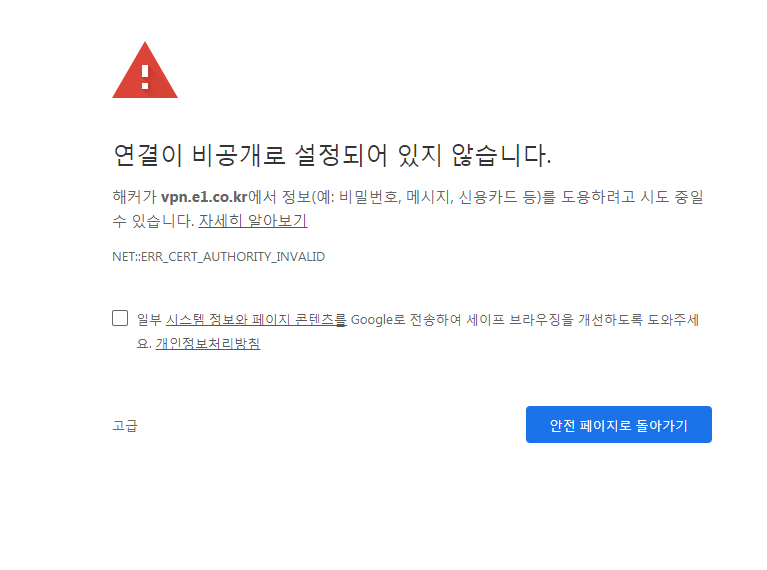 연결이 비공개로 설정되어 있지 않습니다.
해커가 vpn.e1.co.kr에서 정보(예: 비밀번호, 메시지, 신용카드 등)를 도용하려고 시도 중일
수 있습니다. 자세히 알아보기
NET::ERR_CERT_AUTHORITY_INVALID
일부 시스템 정보와 페이지 콘텐츠를 Google로 전송하여 세이프 브라우징을 개선하도록 도와주세
요. 개인정보처리방침
고급
안전 페이지로 돌아가기